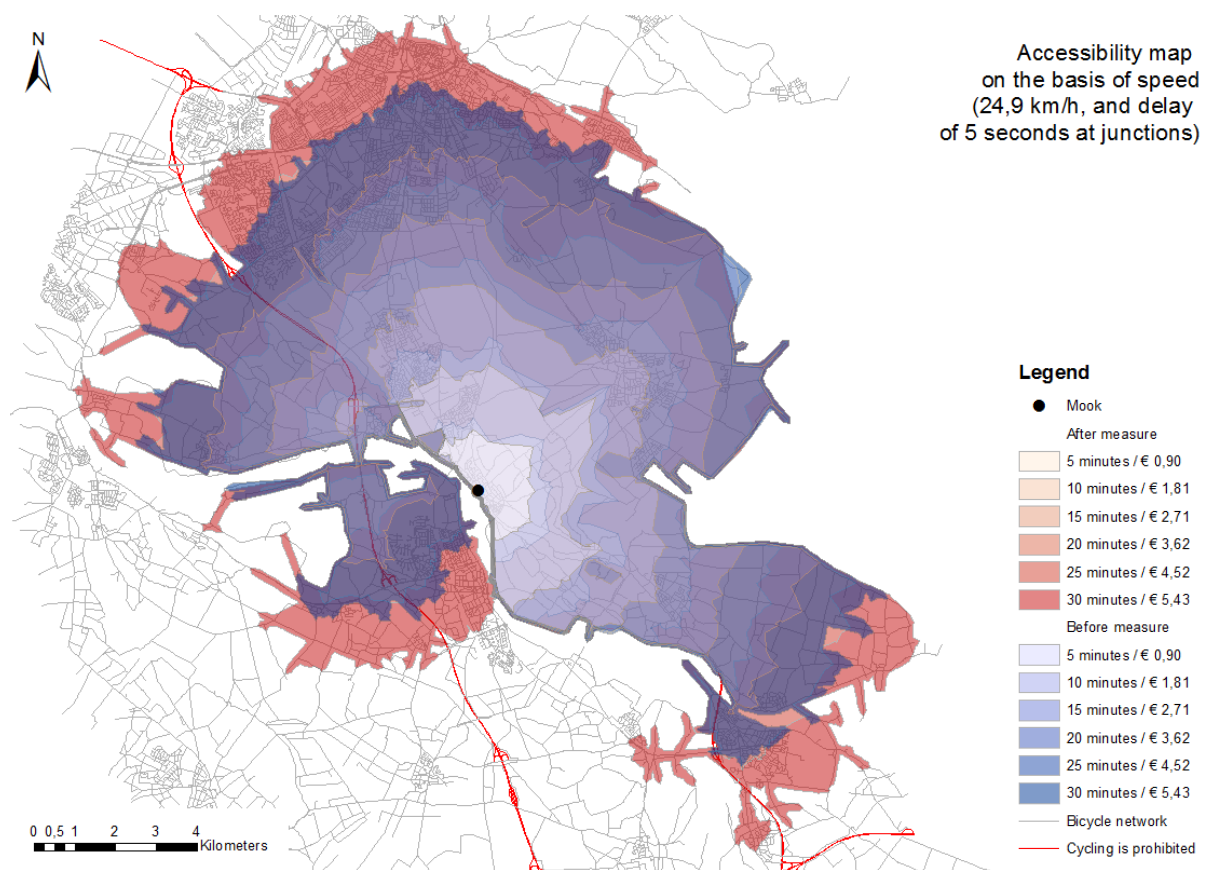 N
Accessibility map
on the basis of speed
(24,9 km/h, and delay
of 5 seconds at junctions)
Legend
Mook
After measure
5 minutes / € 0,90
10 minutes / € 1,81
15 minutes / € 2,71
20 minutes / € 3,62
25 minutes / € 4,52
30 minutes / € 5,43
Before measure
5 minutes / € 0,90
10 minutes / € 1,81
15 minutes / € 2,71
20 minutes / € 3,62
25 minutes / € 4,52
30 minutes / € 5,43
Bicycle network
Cycling is prohibited
0 0,5 1 2 3 4
Kilometers